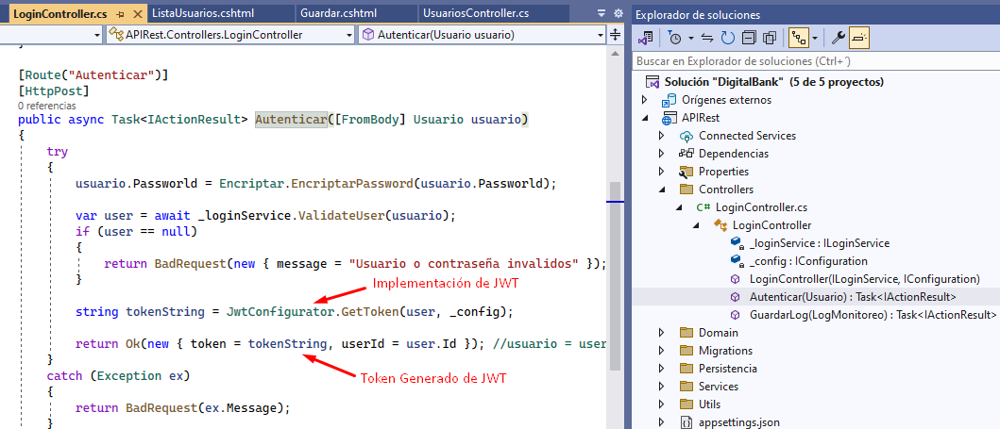 LoginController.cs
ListaUsuarios.cshtml
Guardar.cshtml
UsuariosController.cs
APIRest.Controllers.LoginController
Autenticar(Usuario usuario)
[Route("Autenticar")]
[HttpPost]
0 referencias
public async Task<IActionResult> Autenticar([FromBody] Usuario usuario)
{
try
{
usuario.Passworld = Encriptar.EncriptarPassword(usuario.Passworld);
var user = await _loginService.ValidateUser(usuario);
if (user == null)
{
return BadRequest(new { message = "Usuario o contraseña invalidos" });
}
Implementación de JWT
string tokenString = JwtConfigurator.GetToken(user, _config);
return Ok(new { token = tokenString, userId = user.Id }); //usuario = user
}
Token Generado de JWT
catch (Exception ex)
{
return BadRequest(ex.Message);
}
Explorador de soluciones
Buscar en Explorador de soluciones (Ctrl+´)
Solución "DigitalBank" (5 de 5 proyectos)
Orígenes externos
APIRest
Connected Services
Dependencias
Properties
Controllers
C# LoginController.cs
LoginController
_loginService : ILoginService
_config : IConfiguration
LoginController(ILoginService, IConfiguration)
Autenticar(Usuario) : Task<IActionResult>
GuardarLog(LogMonitoreo) : Task<IActionResult>
Domain
Migrations
Persistencia
Services
Utils
appsettings.json